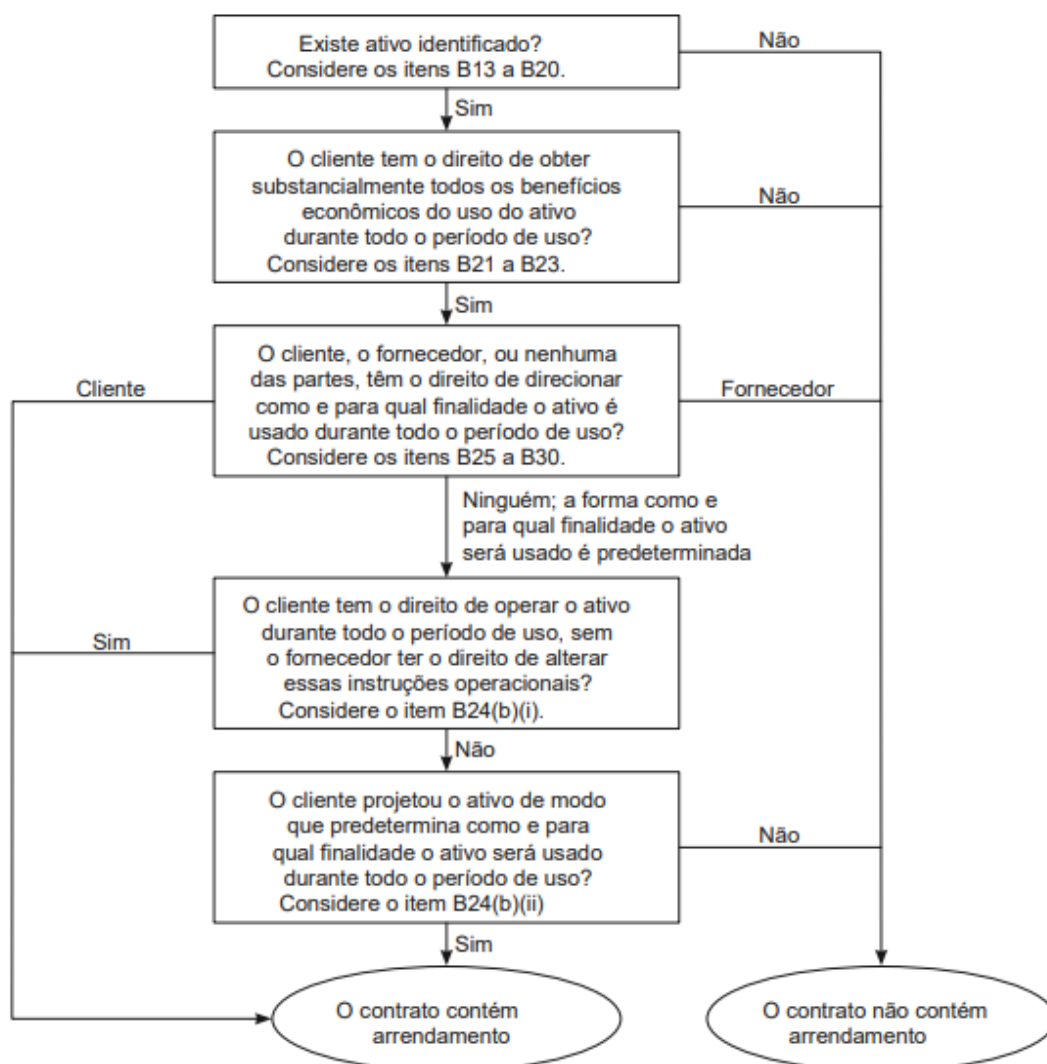 Existe ativo identificado?
Considere os itens B13 a B20.
Não
Sim
O cliente tem o direito de obter
substancialmente todos os benefícios
econômicos do uso do ativo
durante todo o período de uso?
Considere os itens B21 a B23.
Não
Sim
O cliente, o fornecedor, ou nenhuma
das partes, têm o direito de direcionar
como e para qual finalidade o ativo é
usado durante todo o período de uso?
Considere os itens B25 a B30.
Cliente
Fornecedor
Ninguém; a forma como e
para qual finalidade o ativo
será usado é predeterminada
O cliente tem o direito de operar o ativo
durante todo o período de uso, sem
o fornecedor ter o direito de alterar
essas instruções operacionais?
Considere o item B24(b)(i).
Sim
Não
O cliente projetou o ativo de modo
que predetermina como e para
qual finalidade o ativo será usado
durante todo o período de uso?
Considere o item B24(b)(ii)
Não
Sim
O contrato contém
arrendamento
O contrato não contém
arrendamento